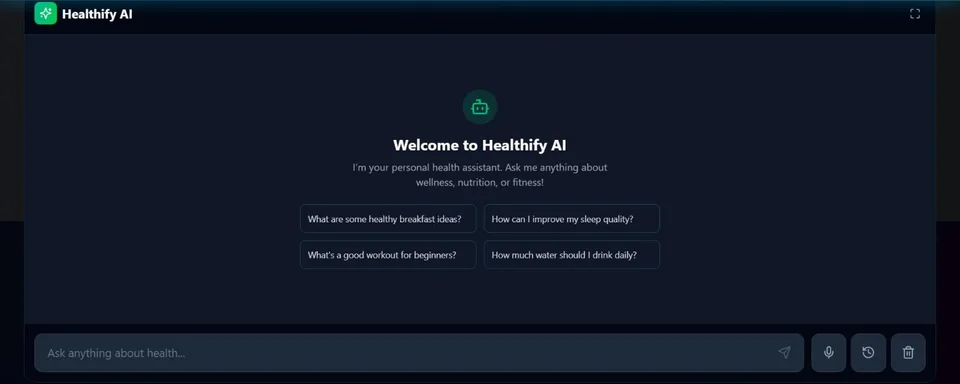 Healthify AI
Welcome to Healthify AI
I'm your personal health assistant. Ask me anything about
wellness, nutrition, or fitness!
What are some healthy breakfast ideas?
How can I improve my sleep quality?
What's a good workout for beginners?
How much water should I drink daily?
Ask anything about health...